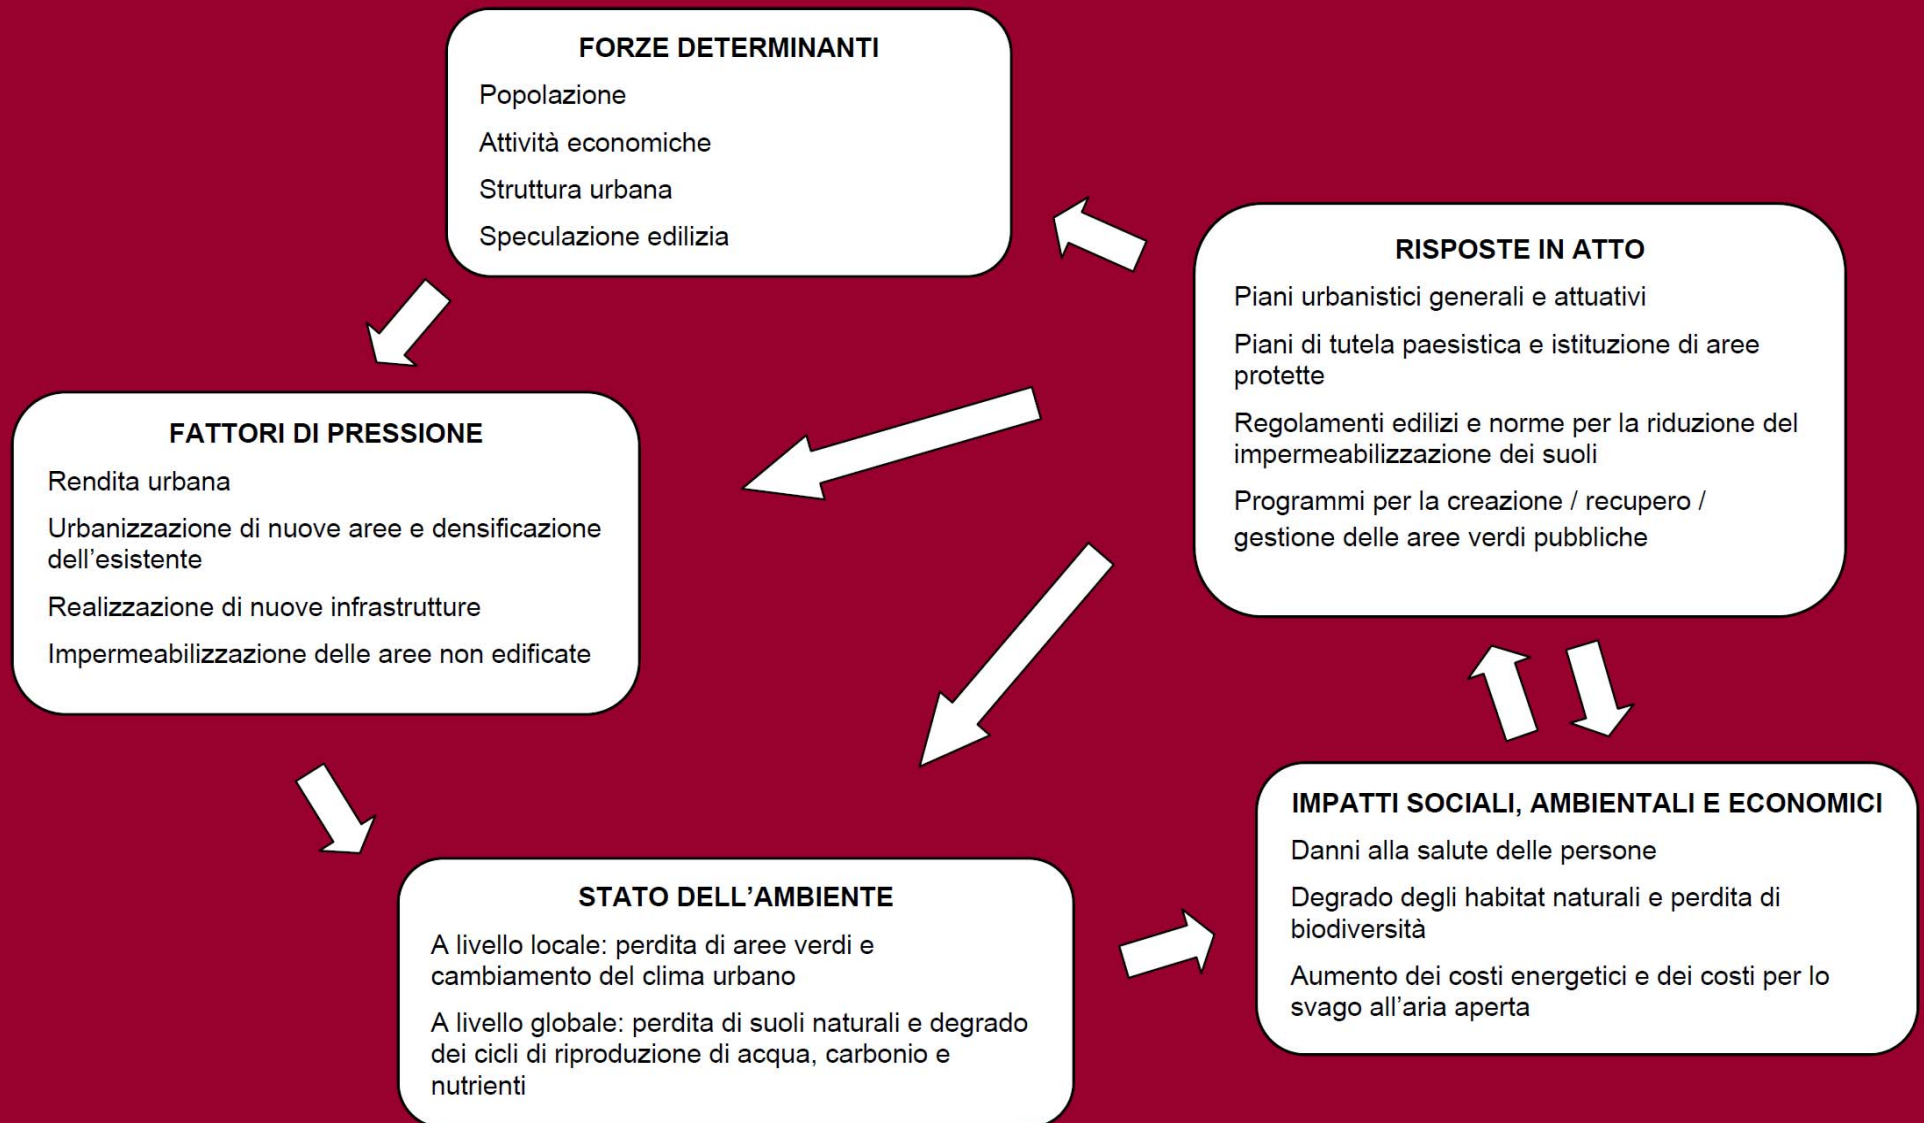 FORZE DETERMINANTI
Popolazione
Attività economiche
Struttura urbana
Speculazione edilizia
RISPOSTE IN ATTO
Piani urbanistici generali e attuativi
Piani di tutela paesistica e istituzione di aree
protette
Regolamenti edilizi e norme per la riduzione del
impermeabilizzazione dei suoli
Programmi per la creazione / recupero /
gestione delle aree verdi pubbliche
FATTORI DI PRESSIONE
Rendita urbana
Urbanizzazione di nuove aree e densificazione
dell’esistente
Realizzazione di nuove infrastrutture
Impermeabilizzazione delle aree non edificate
STATO DELL’AMBIENTE
A livello locale: perdita di aree verdi e
cambiamento del clima urbano
A livello globale: perdita di suoli naturali e degrado
dei cicli di riproduzione di acqua, carbonio e
nutrienti
IMPATTI SOCIALI, AMBIENTALI E ECONOMICI
Danni alla salute delle persone
Degrado degli habitat naturali e perdita di
biodiversità
Aumento dei costi energetici e dei costi per lo
svago all’aria aperta